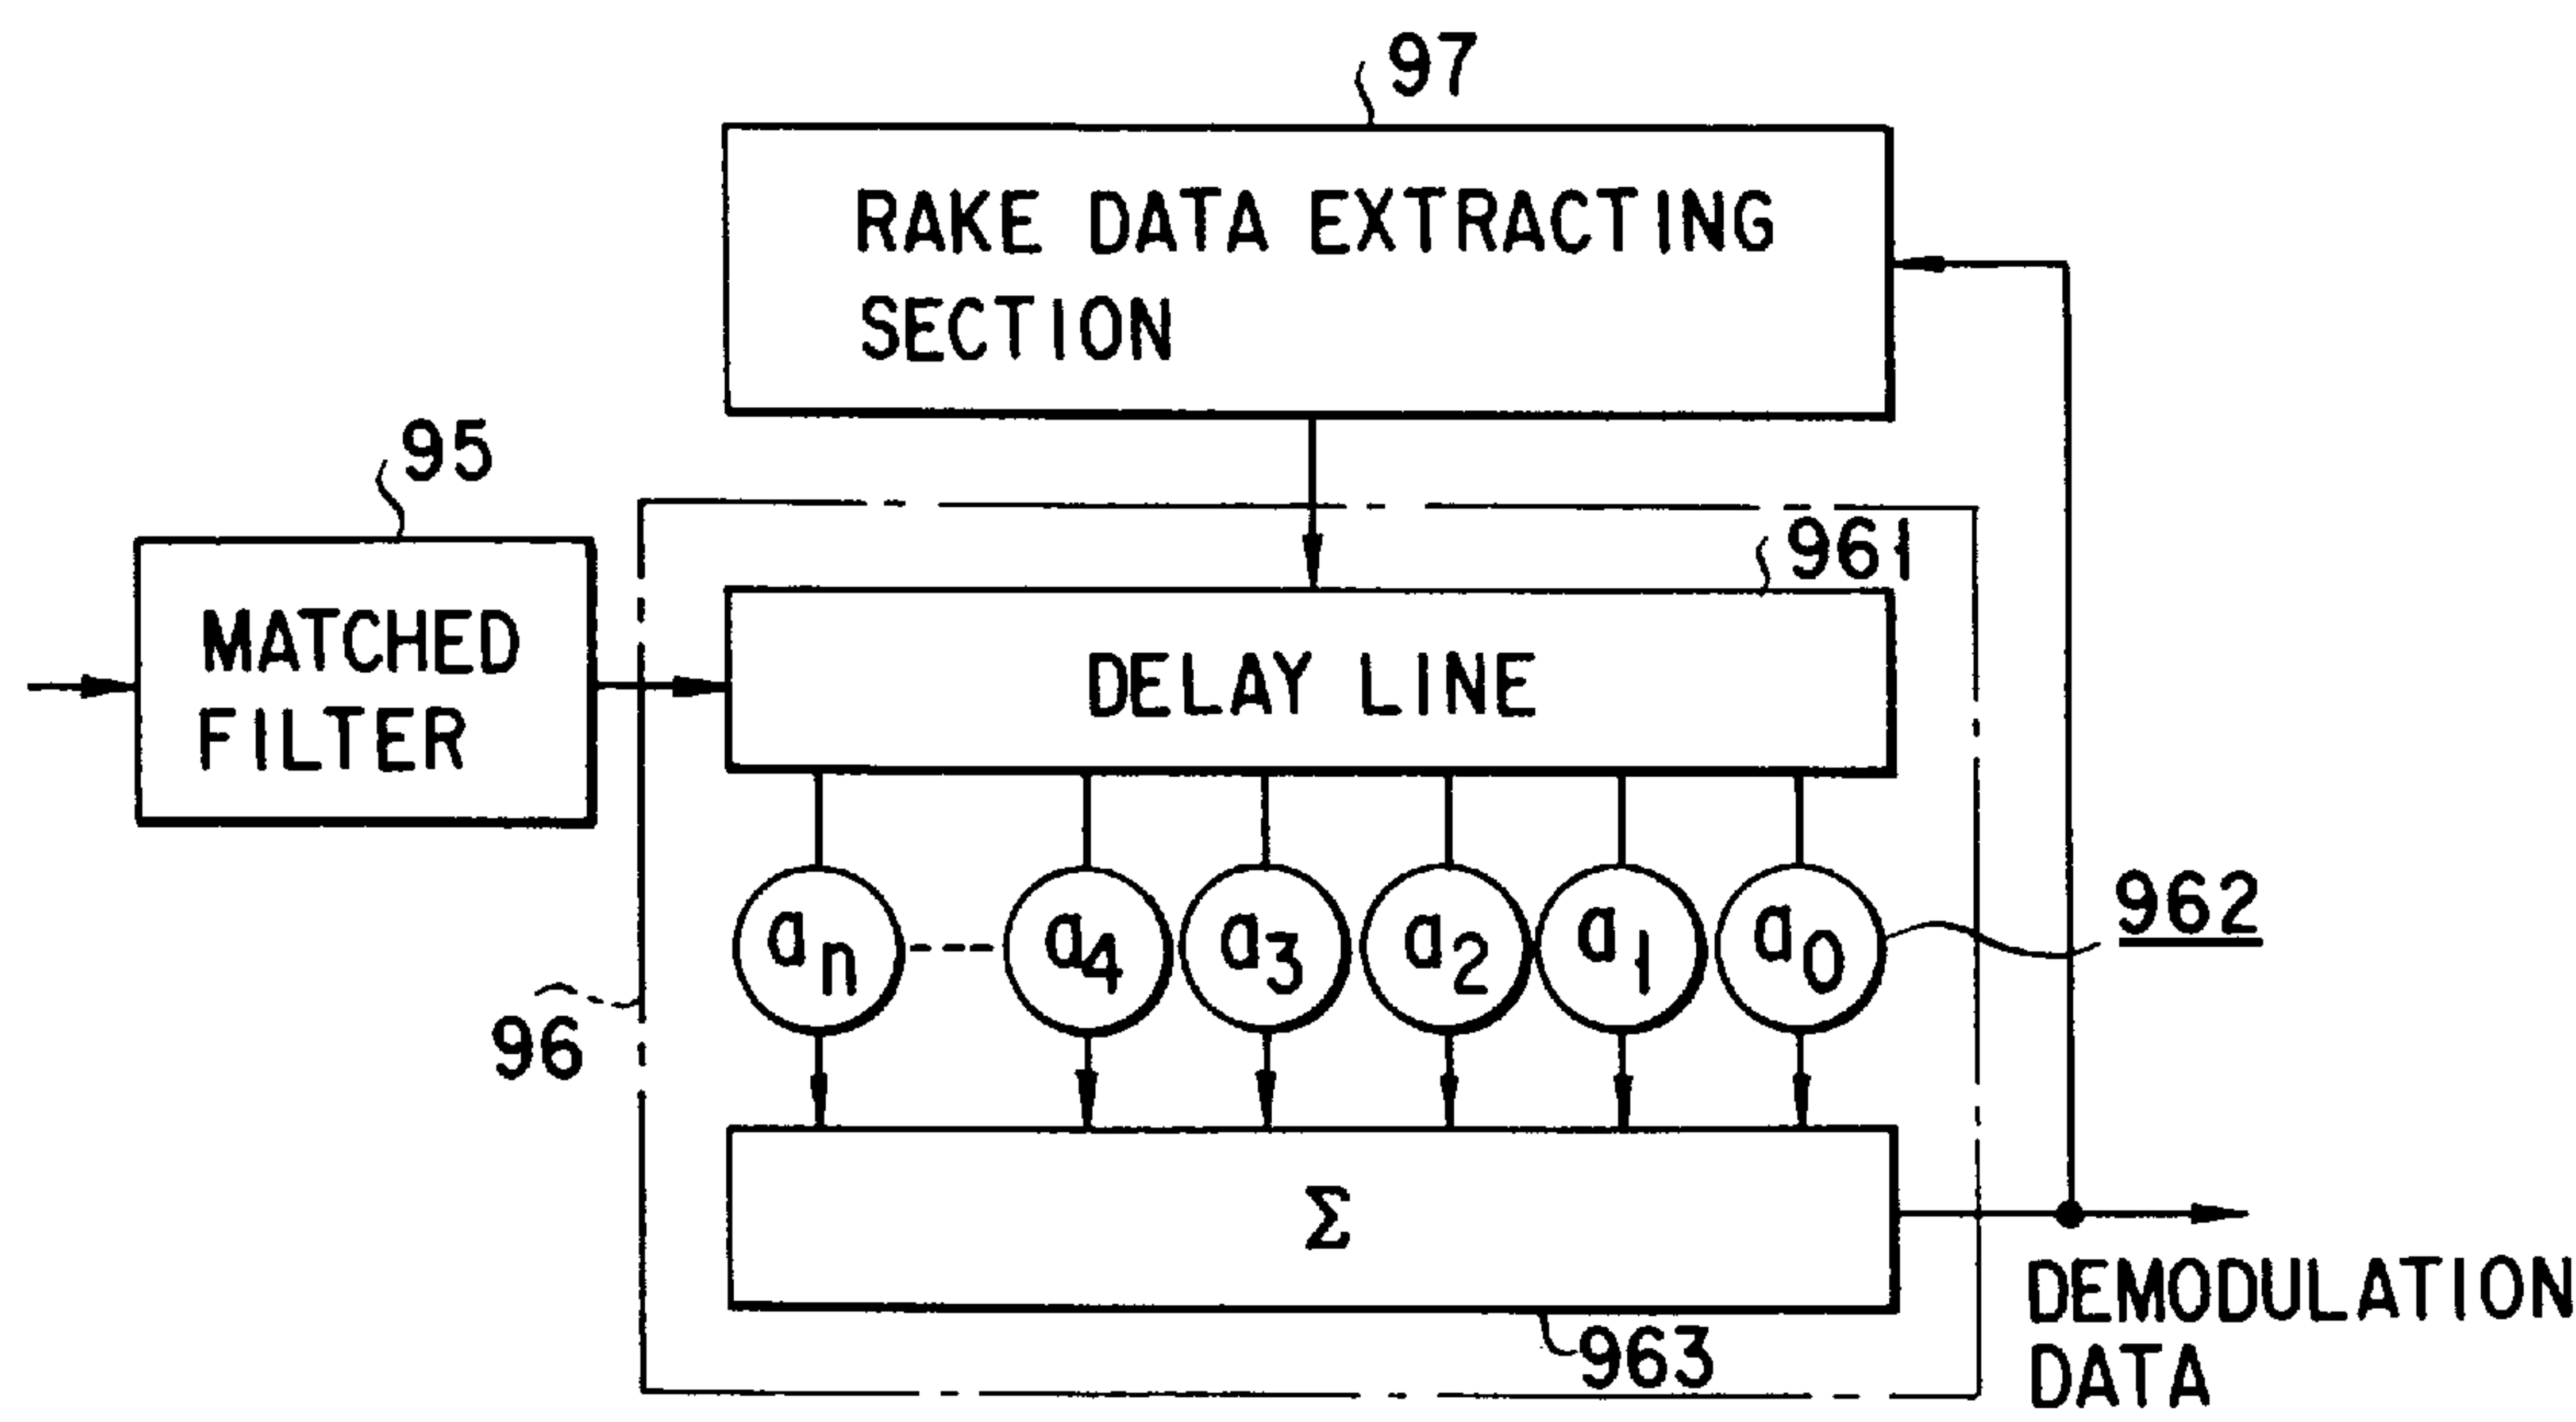 97
RAKE DATA EXTRACTING
SECTION
95
961
MATCHED
FILTER
DELAY LINE
an a4 a3 a2 a1 a0
962
96
Σ
963
DEMODULATION
DATA